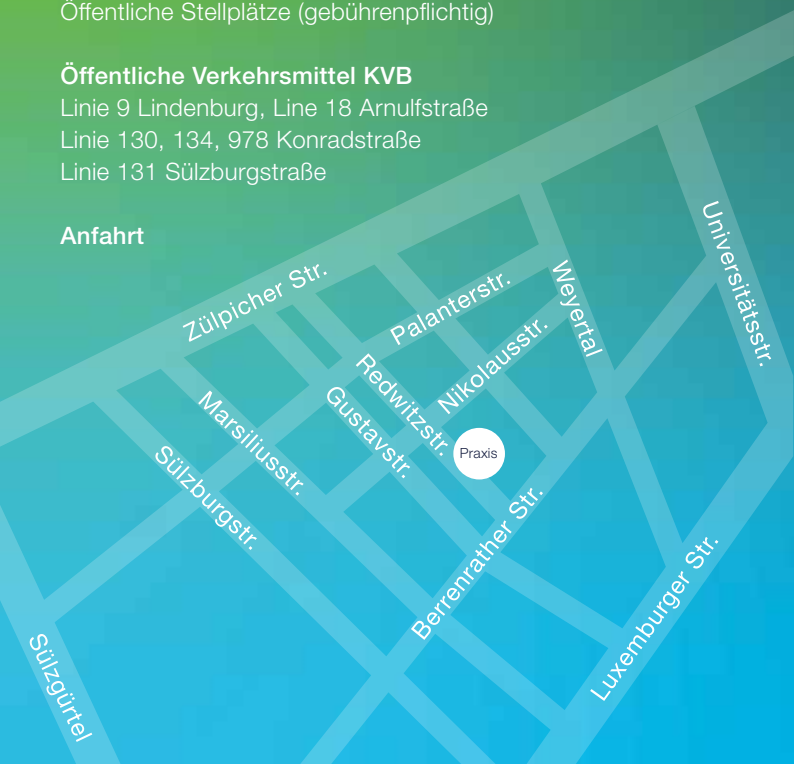 Öffentliche Stellplätze (gebührenpflichtig)
Öffentliche Verkehrsmittel KVB
Linie 9 Lindenburg, Line 18 Arnulfstraße
Linie 130, 134, 978 Konradstraße
Linie 131 Sülzburgstraße
Anfahrt
Zülpicher Str.
Palanterstr.
Weyertal
Universitätsstr.
Redwitzstr.
Nikolausstr.
Gustavstr.
Marsiliusstr.
Sülzburgstr.
Praxis
Berrenrather Str.
Luxemburger Str.
Sülzgürtel